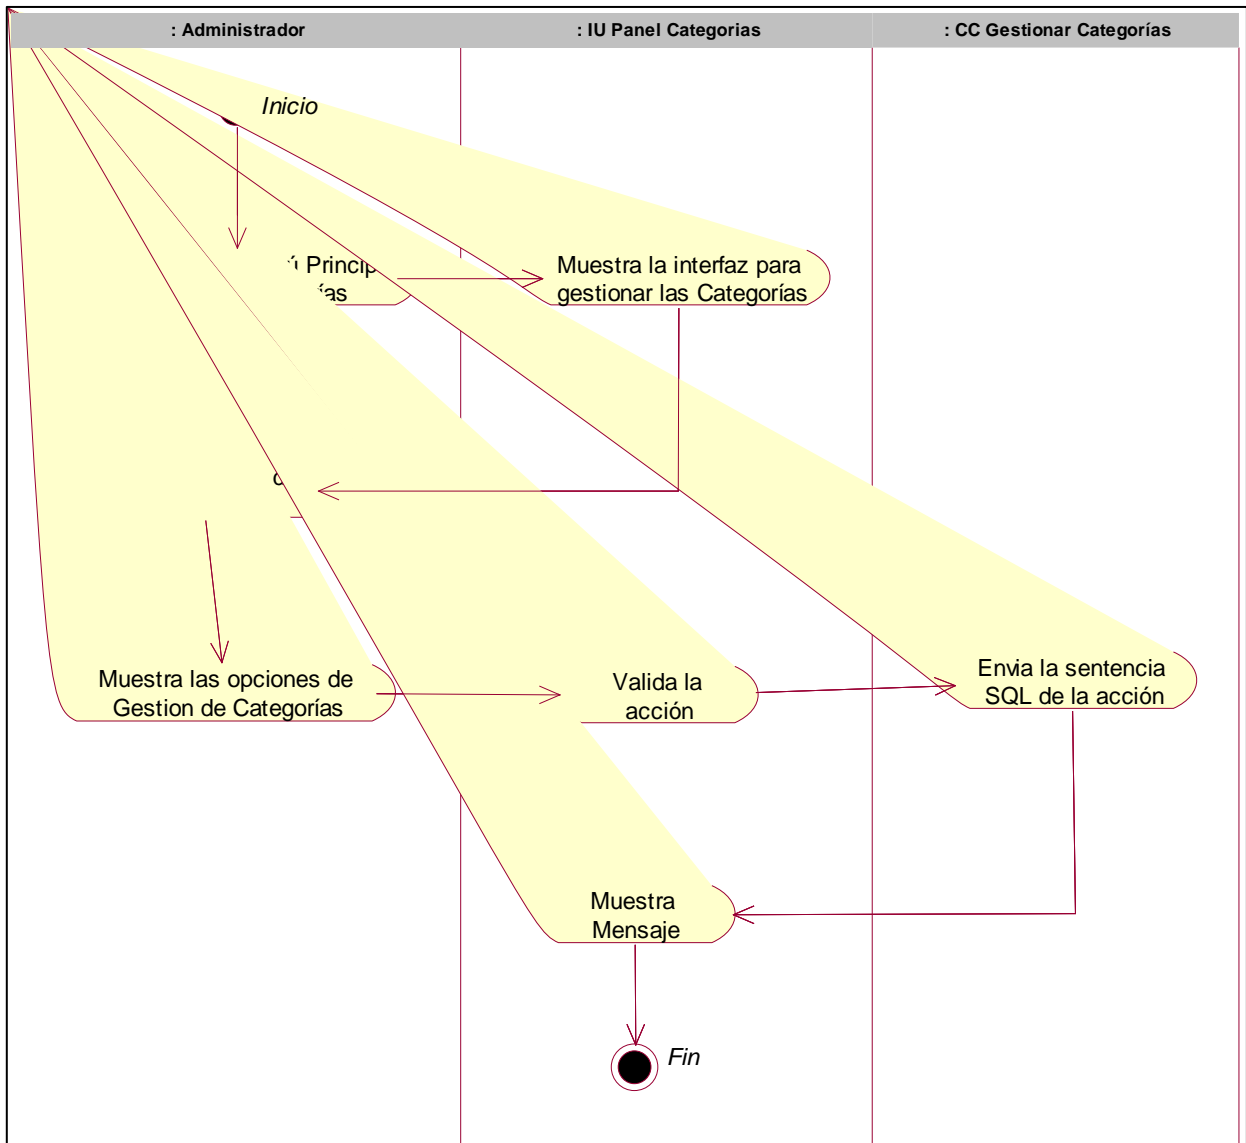 : Administrador
: IU Panel Categorias
: CC Gestionar Categorías
Inicio
Muestra la interfaz para
gestionar las Categorías
Muestra las opciones de
Gestion de Categorías
Valida la
acción
Envia la sentencia
SQL de la acción
Muestra
Mensaje
Fin